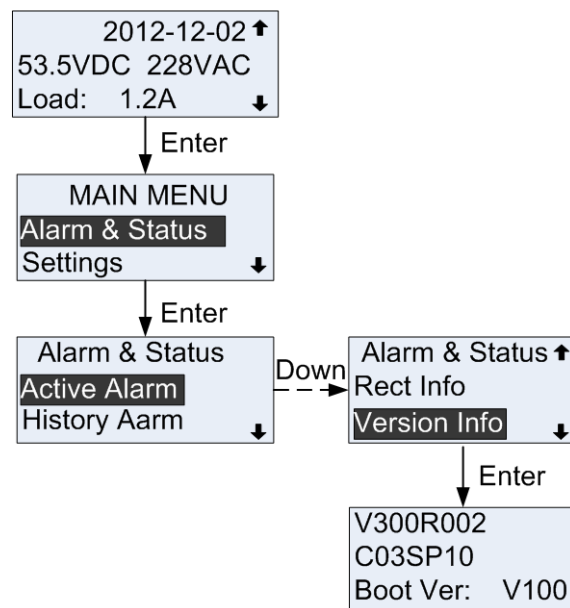 2012-12-02
53.5VDC 228VAC
Load: 1.2A
Enter
MAIN MENU
Alarm & Status
Settings
Enter
Alarm & Status
Active Alarm
History Aarm
Down
Alarm & Status
Rect Info
Version Info
Enter
V300R002
C03SP10
Boot Ver: V100